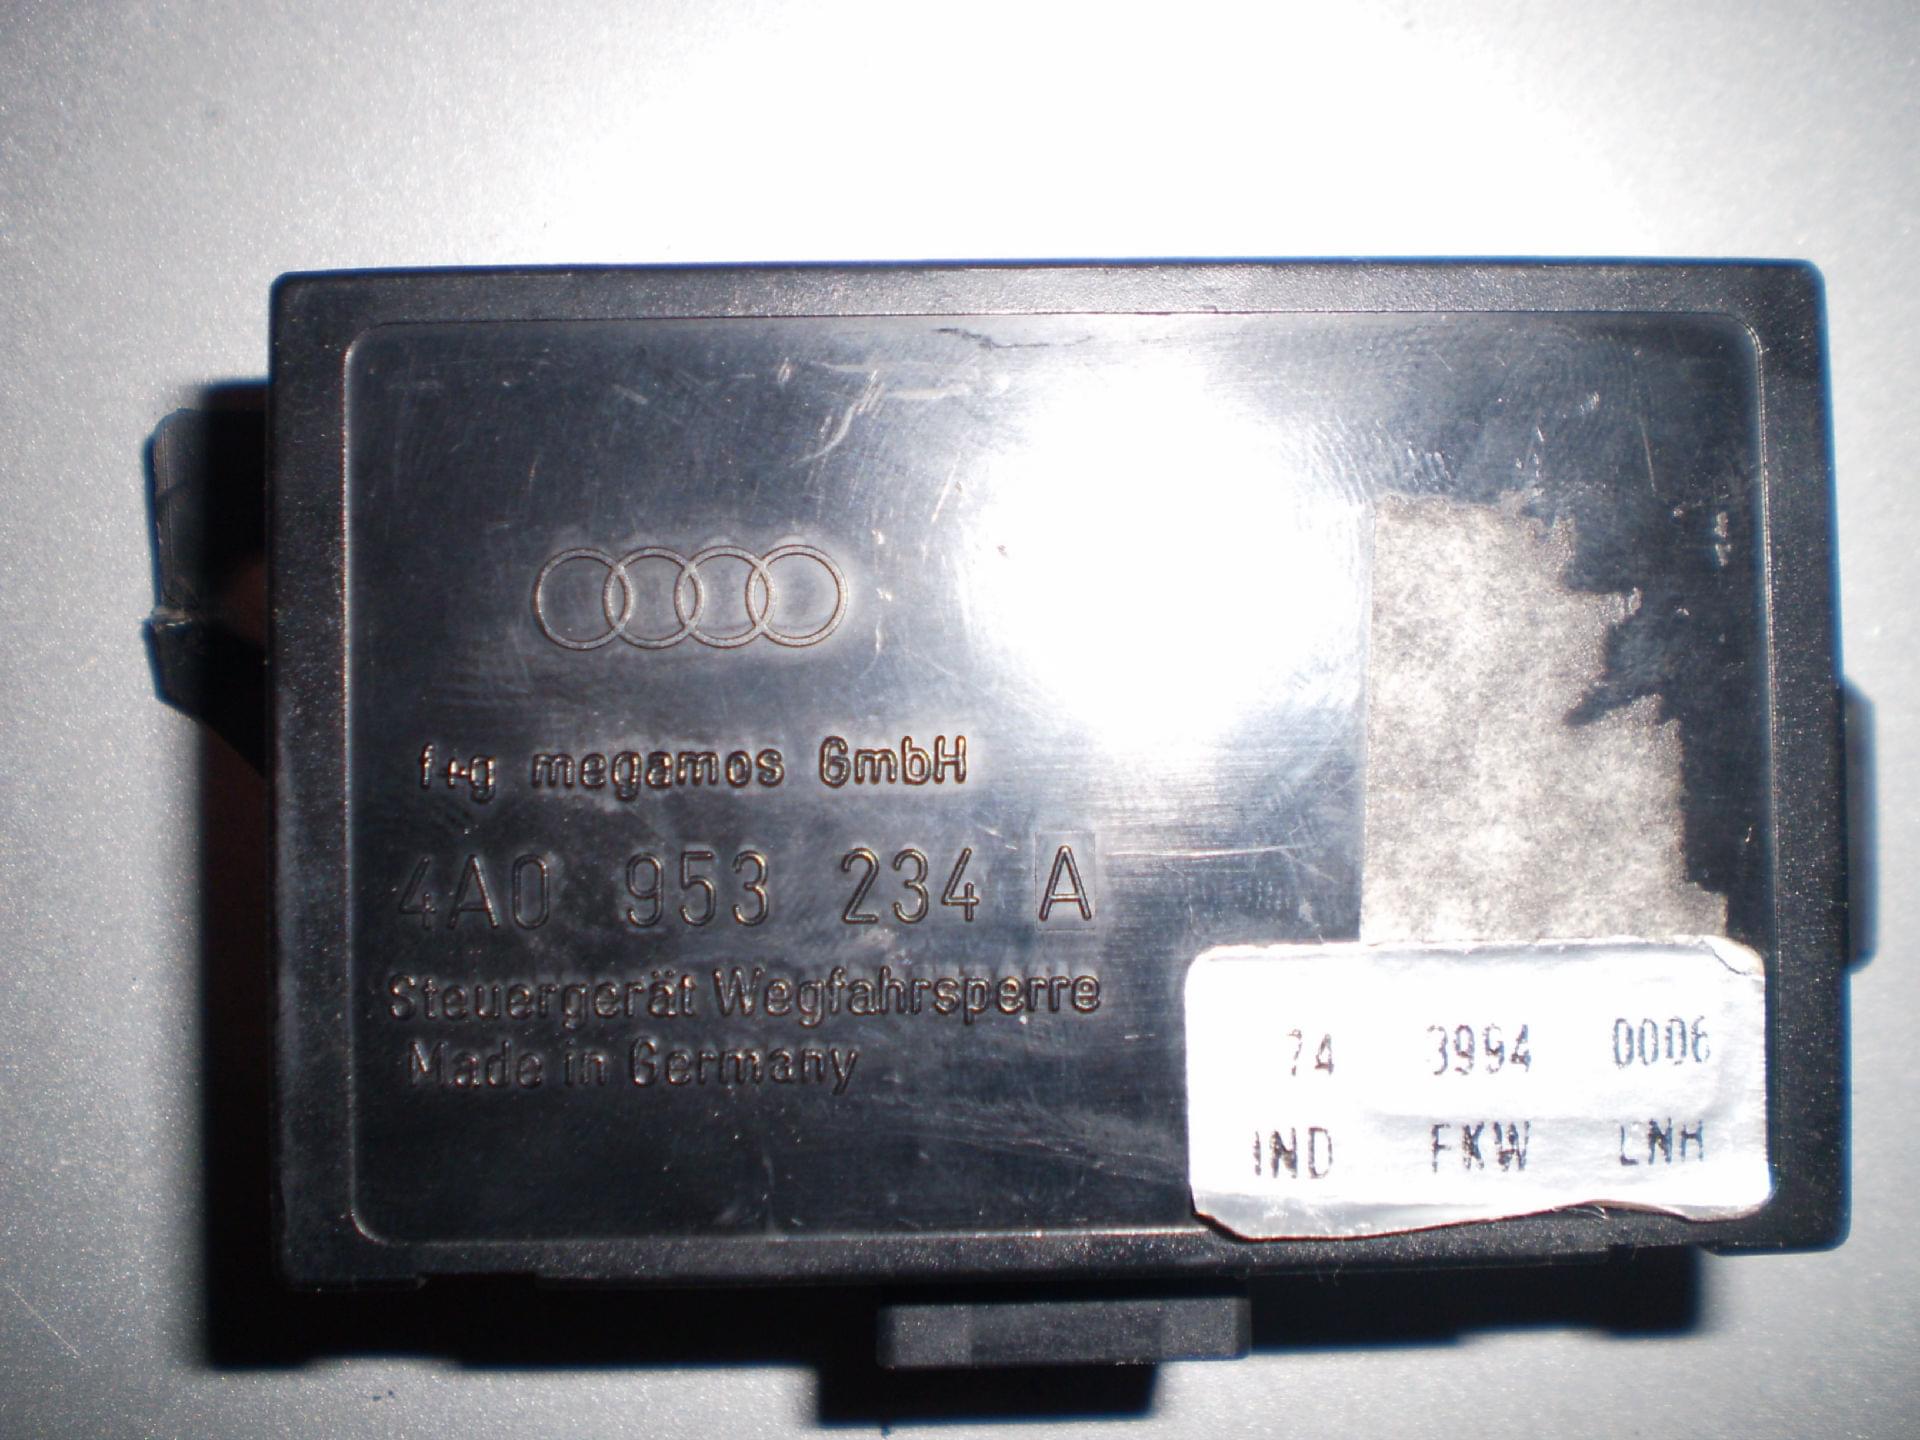 f+g megamos GmbH
4A0 953 234 A
Steuergerät Wegfahrsperre
Made in Germany
74 3994 0006
IND FKW LNH